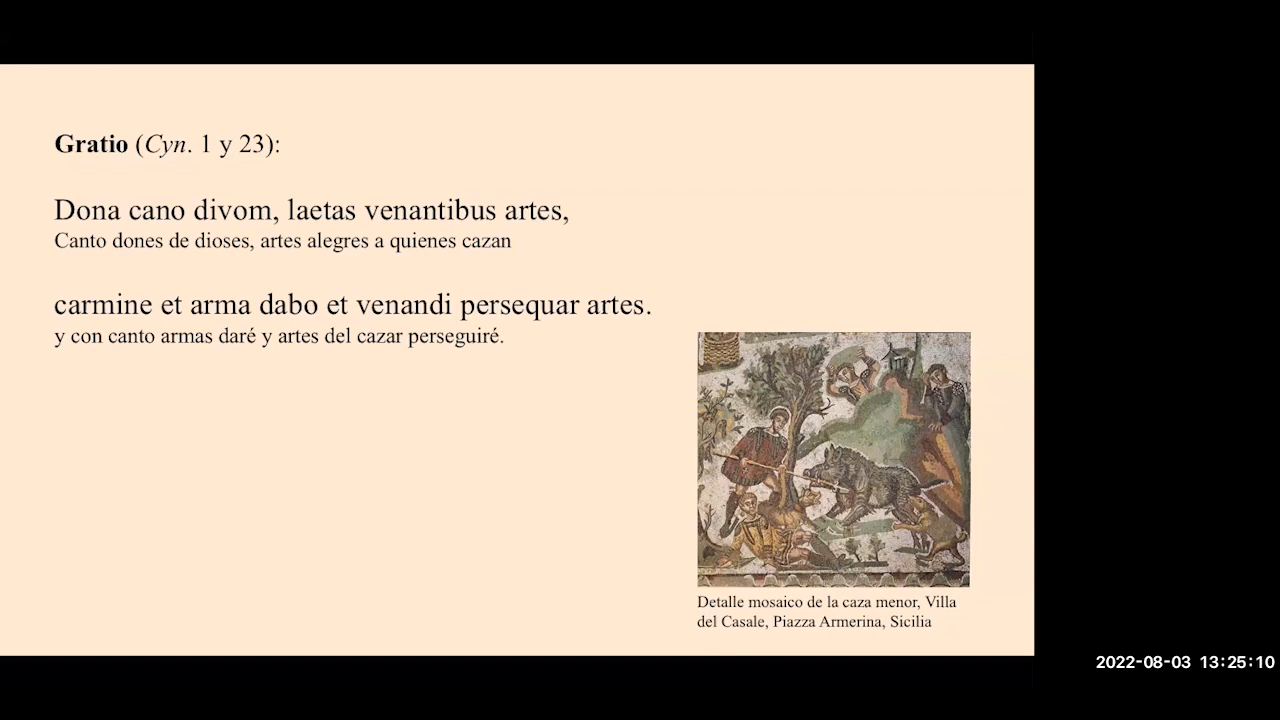 Gratio (Cyn. 1 y 23):
Dona cano divom, laetas venantibus artes,
Canto dones de dioses, artes alegres a quienes cazan
carmine et arma dabo et venandi persequar artes.
y con canto armas daré y artes del cazar perseguiré.
Detalle mosaico de la caza menor, Villa
del Casale, Piazza Armerina, Sicilia
2022-08-03 13:25:10